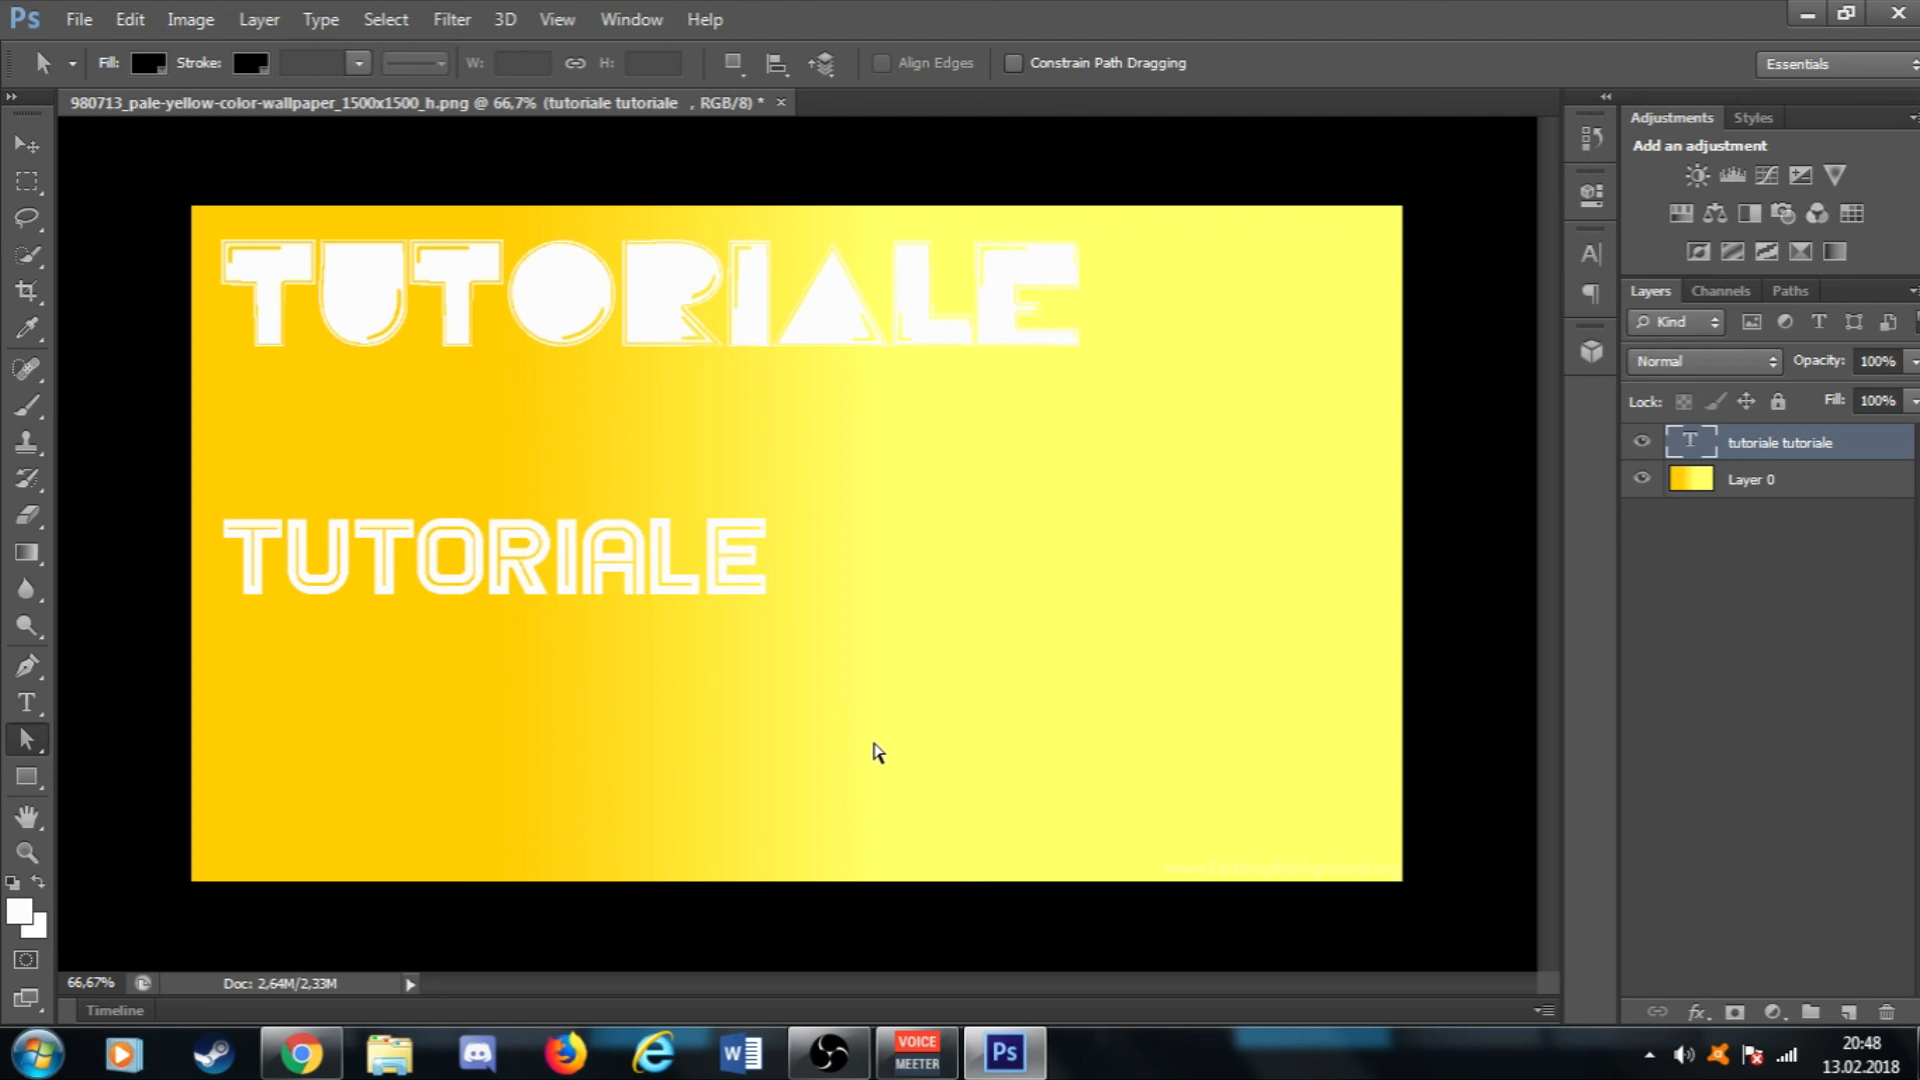 Ps File Edit Image Layer Type Select Filter 3D View Window Help
Fill: Stroke: W: H: Align Edges Constrain Path Dragging Essentials
980713_pale-yellow-color-wallpaper_1500x1500_h.png @ 66,7% (tutoriale tutoriale , RGB/8) * ×
Adjustments Styles
Add an adjustment
TUTORIALE
TUTORIALE
Layers Channels Paths
Kind
Normal Opacity: 100%
Lock: Fill: 100%
T tutoriale tutoriale
Layer 0
66,67% Doc: 2,64M/2,33M
Timeline
W
VOICE
MEETER
Ps
20:48
13.02.2018